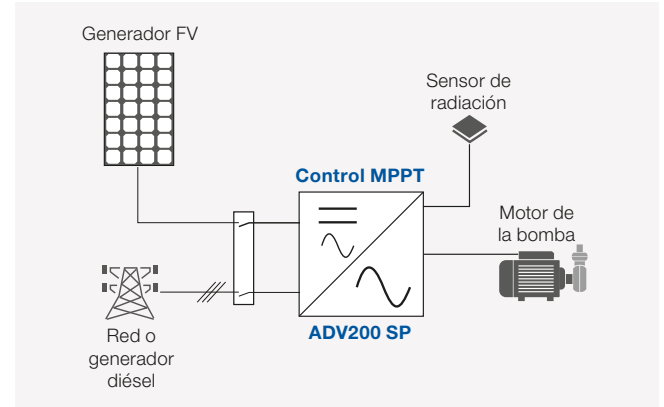 Generador FV
Sensor de
radiación
Control MPPT
Motor de
la bomba
ADV200 SP
Red o
generador
diésel